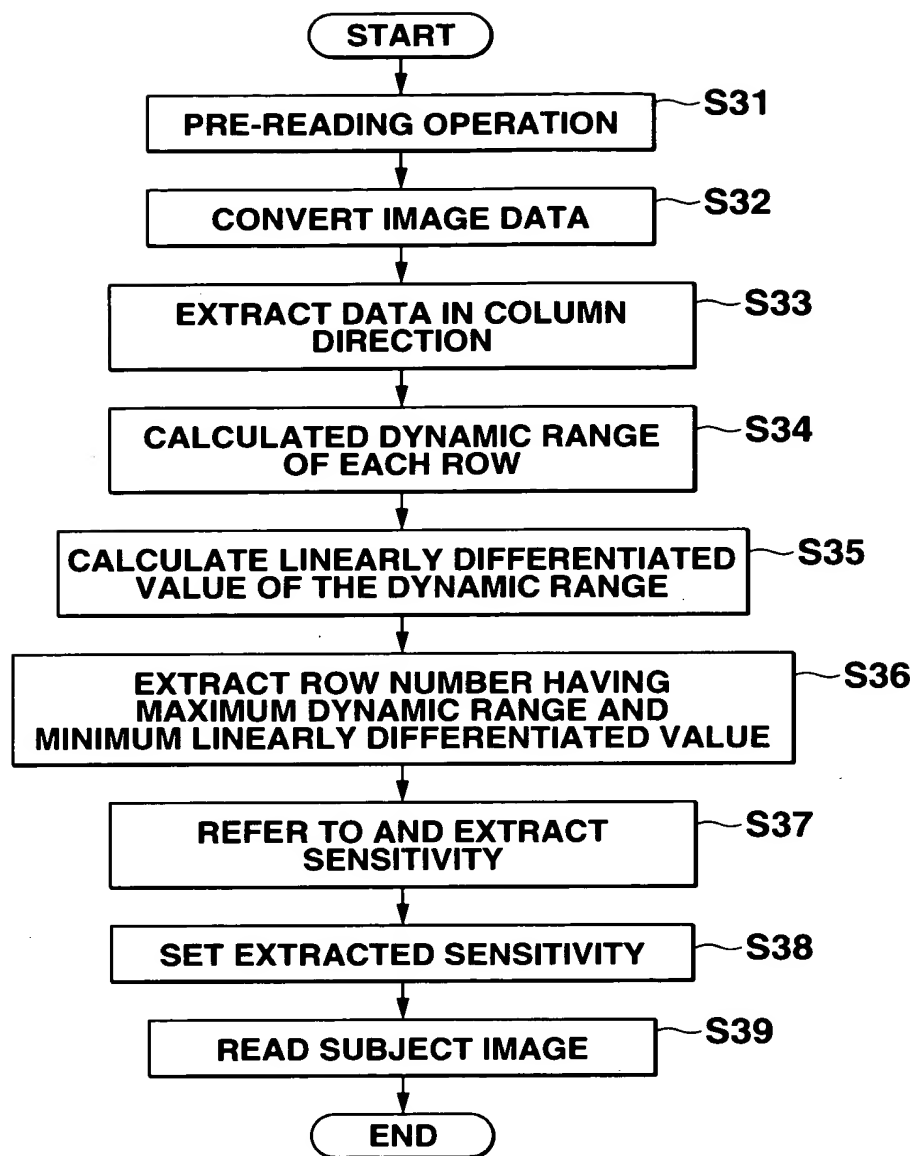 START
PRE-READING OPERATION
S31
CONVERT IMAGE DATA
S32
EXTRACT DATA IN COLUMN
DIRECTION
S33
CALCULATED DYNAMIC RANGE
OF EACH ROW
S34
CALCULATE LINEARLY DIFFERENTIATED
VALUE OF THE DYNAMIC RANGE
S35
EXTRACT ROW NUMBER HAVING
MAXIMUM DYNAMIC RANGE AND
MINIMUM LINEARLY DIFFERENTIATED VALUE
S36
REFER TO AND EXTRACT
SENSITIVITY
S37
SET EXTRACTED SENSITIVITY
S38
READ SUBJECT IMAGE
S39
END